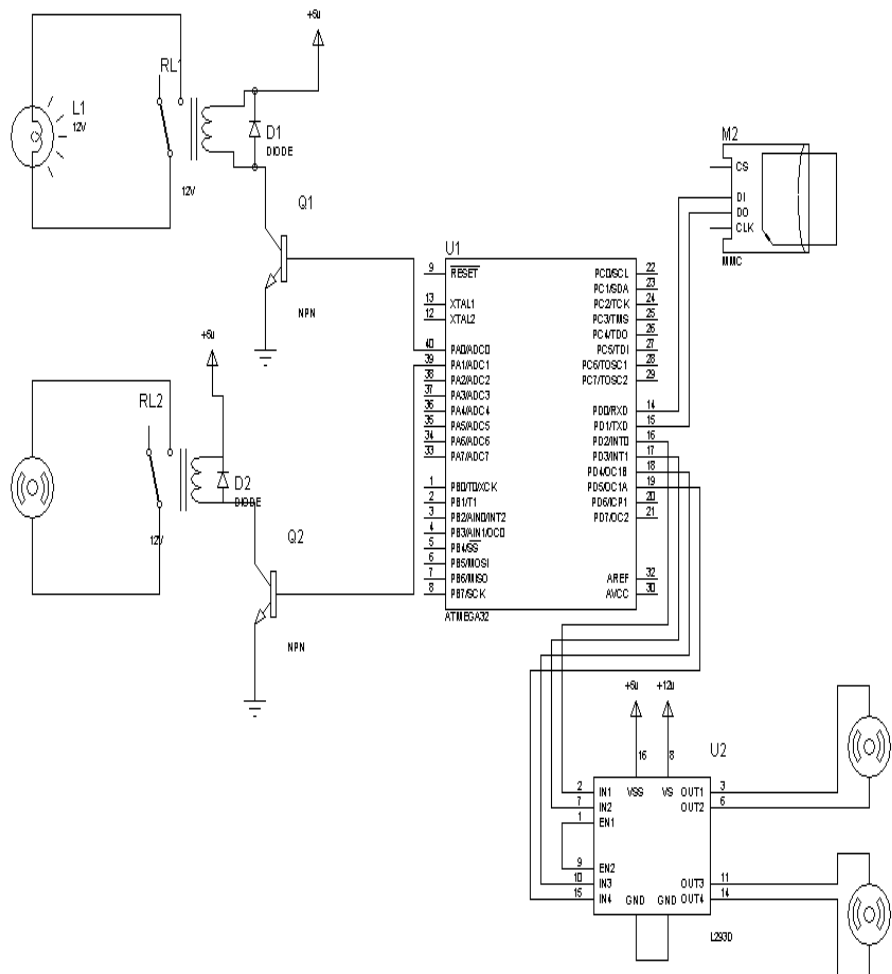 +5v
RL1
L1
12V
D1
DIODE
12V
Q1
NPN
M2
CS
DI
DO
CLK
MMC
U1
9 RESET
13 XTAL1
12 XTAL2
40 PA0/ADC0
39 PA1/ADC1
38 PA2/ADC2
37 PA3/ADC3
36 PA4/ADC4
35 PA5/ADC5
34 PA6/ADC6
33 PA7/ADC7
1 PB0/T0/XCK
2 PB1/T1
3 PB2/AIN0/INT2
4 PB3/AIN1/OC0
5 PB4/SS
6 PB5/MOSI
7 PB6/MISO
8 PB7/SCK
PC0/SCL 22
PC1/SDA 23
PC2/TCK 24
PC3/TMS 25
PC4/TDO 26
PC5/TDI 27
PC6/TOSC1 28
PC7/TOSC2 29
PD0/RXD 14
PD1/TXD 15
PD2/INT0 16
PD3/INT1 17
PD4/OC1B 18
PD5/OC1A 19
PD6/ICP1 20
PD7/OC2 21
AREF 32
AVCC 30
ATMEGA32
+5v
RL2
D2
DIODE
12V
Q2
NPN
+5v
+12v
U2
16
8
2 IN1
7 IN2
1 EN1
9 EN2
10 IN3
15 IN4
VSS
VS
OUT1 3
OUT2 6
OUT3 11
OUT4 14
GND
GND
L293D